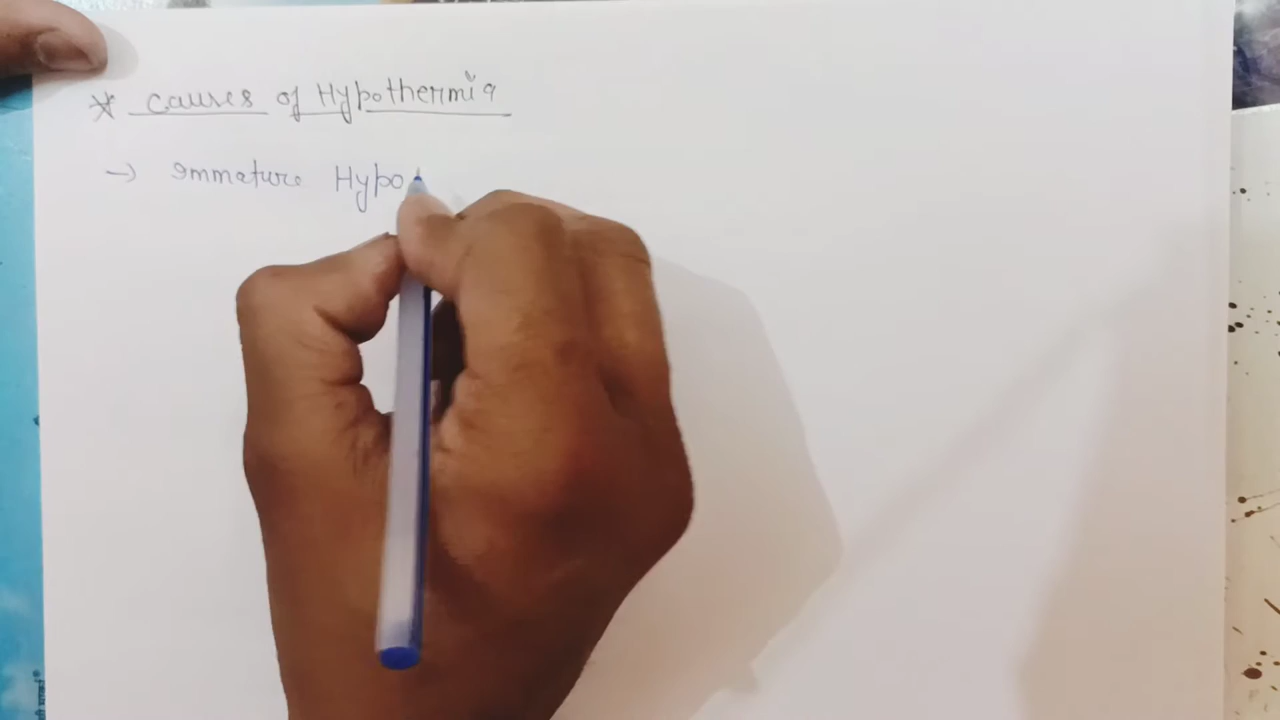 * Causes of Hypothermia
→ Immature Hypo